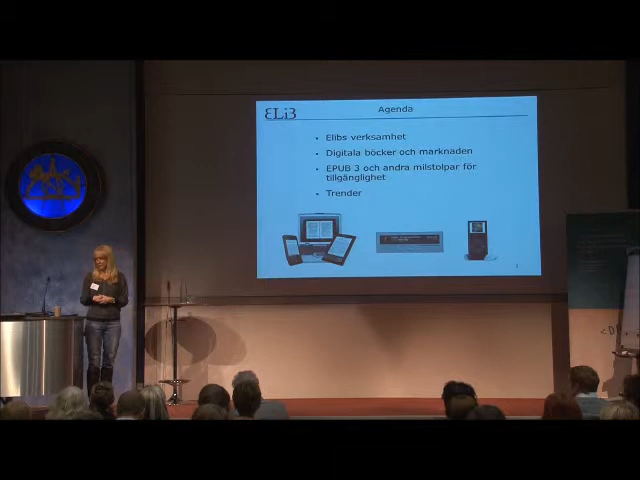 ELiB
Agenda
Elibs verksamhet
Digitala böcker och marknaden
EPUB 3 och andra milstolpar för
tillgänglighet
Trender